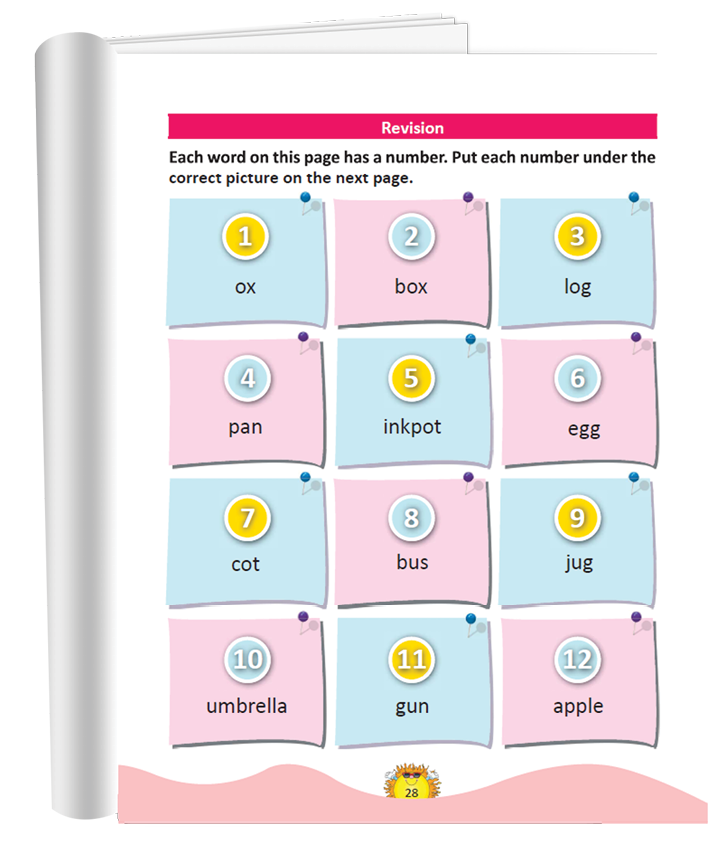 Revision
Each word on this page has a number. Put each number under the
correct picture on the next page.
1
ox
2
box
3
log
4
pan
5
inkpot
6
egg
7
cot
8
bus
9
jug
10
umbrella
11
gun
12
apple
28